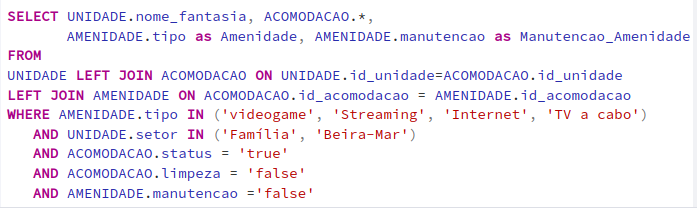 SELECT UNIDADE.nome_fantasia, ACOMODACAO.*,
AMENIDADE.tipo as Amenidade, AMENIDADE.manutencao as Manutencao_Amenidade
FROM
UNIDADE LEFT JOIN ACOMODACAO ON UNIDADE.id_unidade=ACOMODACAO.id_unidade
LEFT JOIN AMENIDADE ON ACOMODACAO.id_acomodacao = AMENIDADE.id_acomodacao
WHERE AMENIDADE.tipo IN ('videogame', 'Streaming', 'Internet', 'TV a cabo')
AND UNIDADE.setor IN ('Família', 'Beira-Mar')
AND ACOMODACAO.status = 'true'
AND ACOMODACAO.limpeza = 'false'
AND AMENIDADE.manutencao ='false'